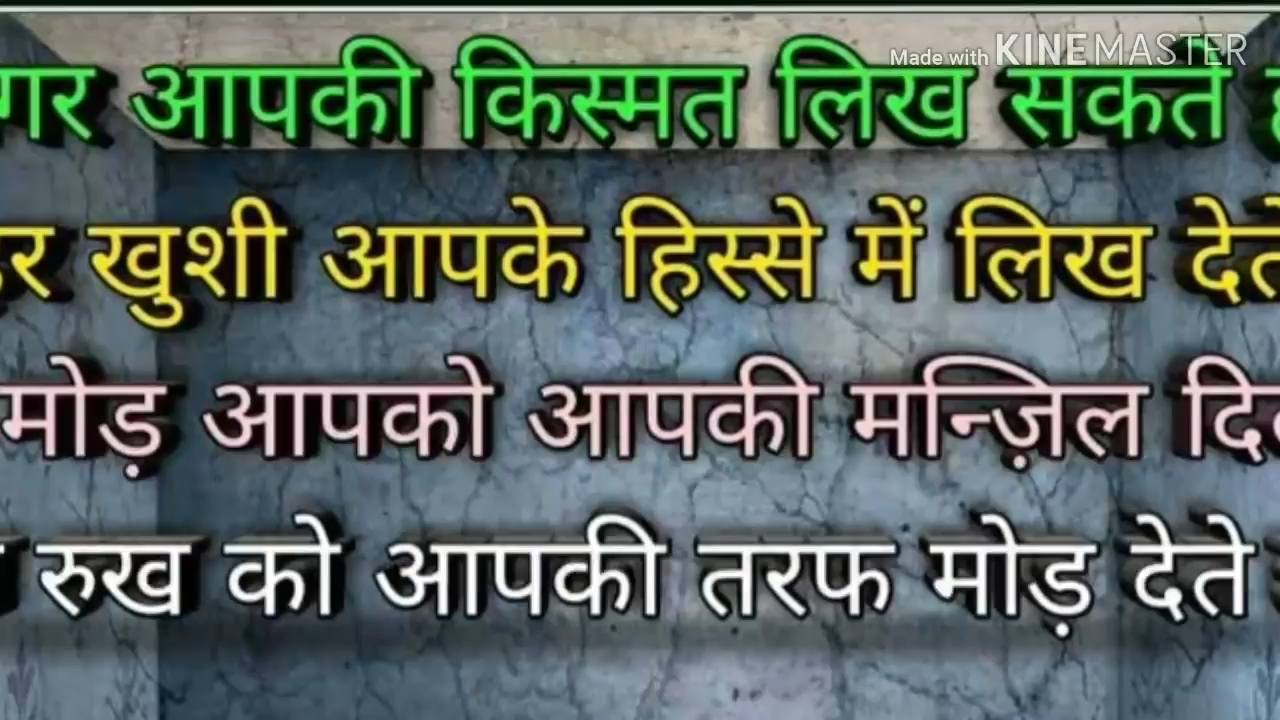 Made with KINEMASTER
गर आपकी किस्मत लिख सकते
खुशी आपके हिस्से में लिख देते
मोड़ आपको आपकी मन्ज़िल
रुख को आपकी तरफ मोड़ देते